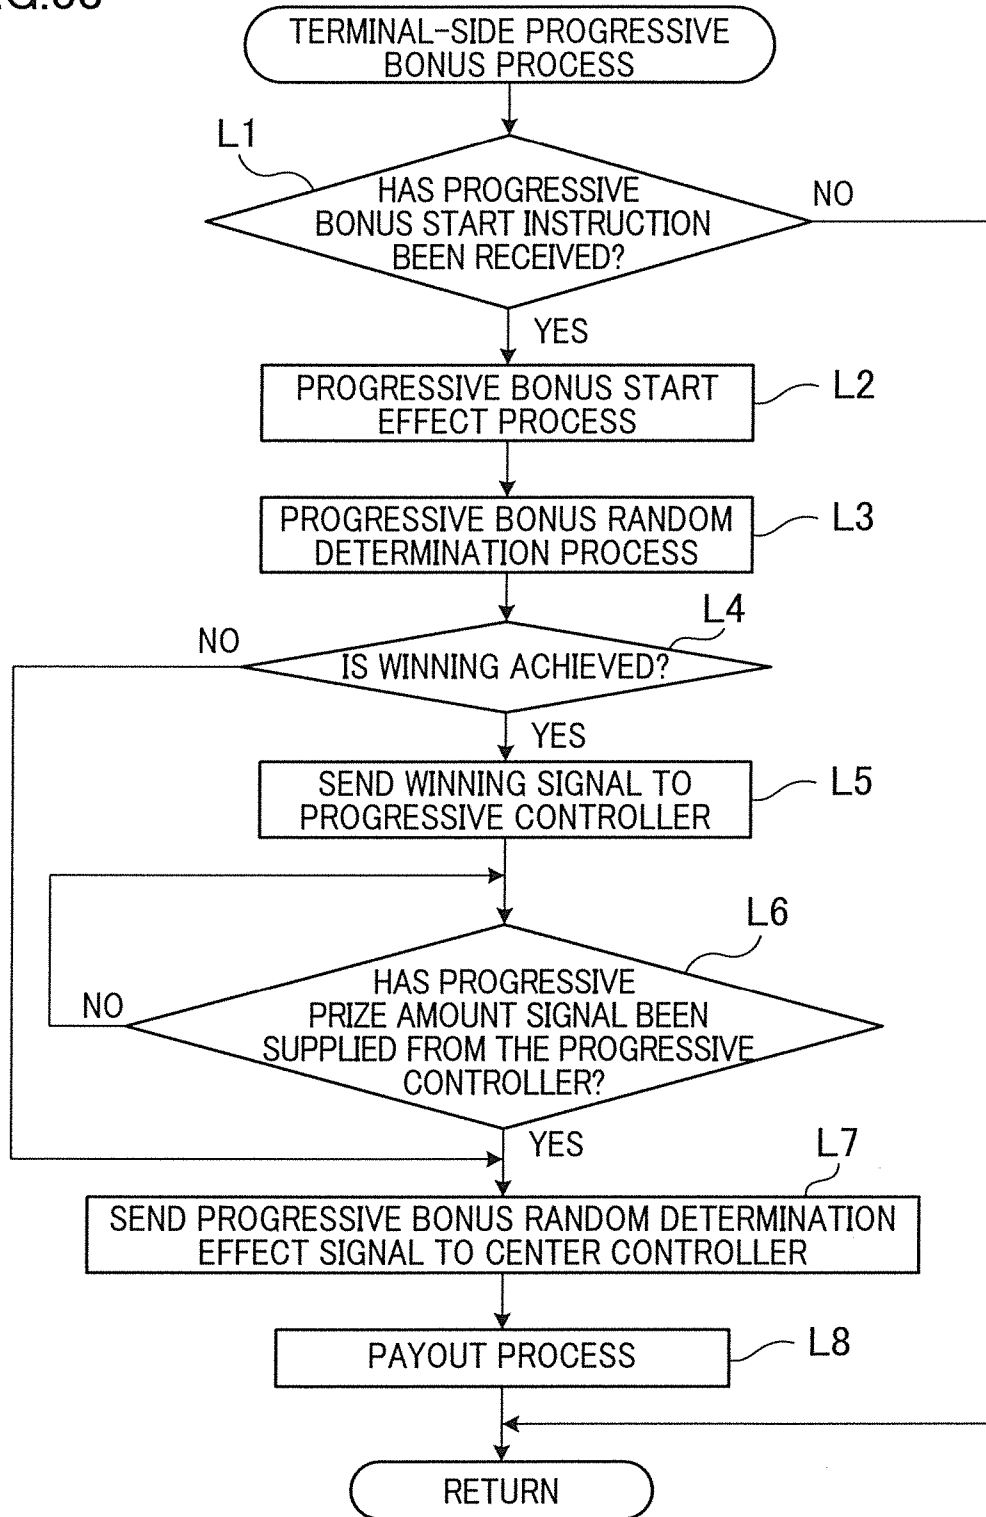 TERMINAL-SIDE PROGRESSIVE
BONUS PROCESS
L1
HAS PROGRESSIVE
BONUS START INSTRUCTION
BEEN RECEIVED?
NO
YES
PROGRESSIVE BONUS START
EFFECT PROCESS
L2
PROGRESSIVE BONUS RANDOM
DETERMINATION PROCESS
L3
L4
NO
IS WINNING ACHIEVED?
YES
SEND WINNING SIGNAL TO
PROGRESSIVE CONTROLLER
L5
L6
HAS PROGRESSIVE
PRIZE AMOUNT SIGNAL BEEN
SUPPLIED FROM THE PROGRESSIVE
CONTROLLER?
NO
YES
L7
SEND PROGRESSIVE BONUS RANDOM DETERMINATION
EFFECT SIGNAL TO CENTER CONTROLLER
PAYOUT PROCESS
L8
RETURN